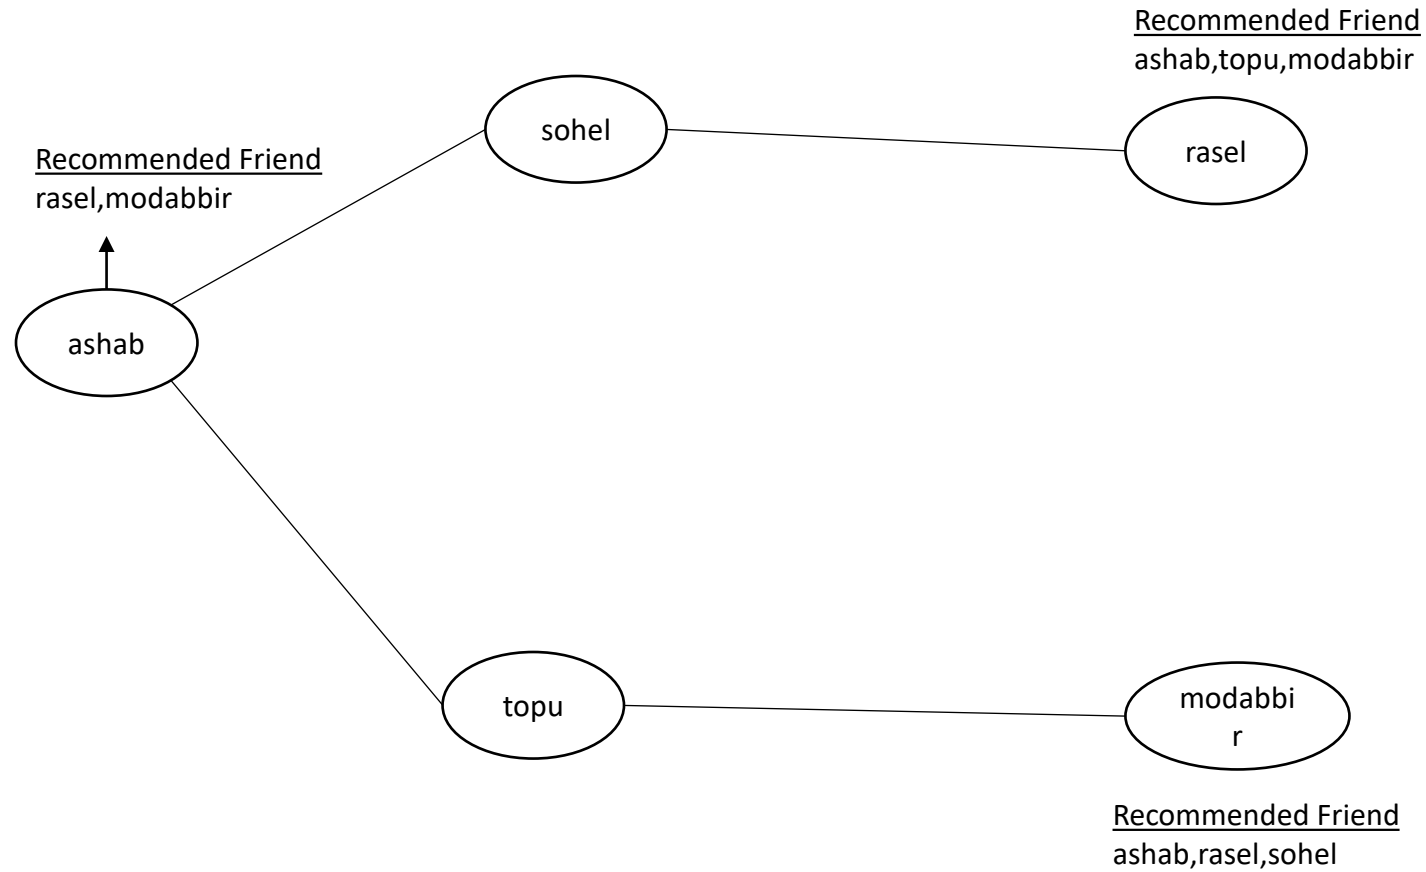 Recommended Friend
ashab,topu,modabbir
sohel
rasel
Recommended Friend
rasel,modabbir
ashab
topu
modabbi
r
Recommended Friend
ashab,rasel,sohel